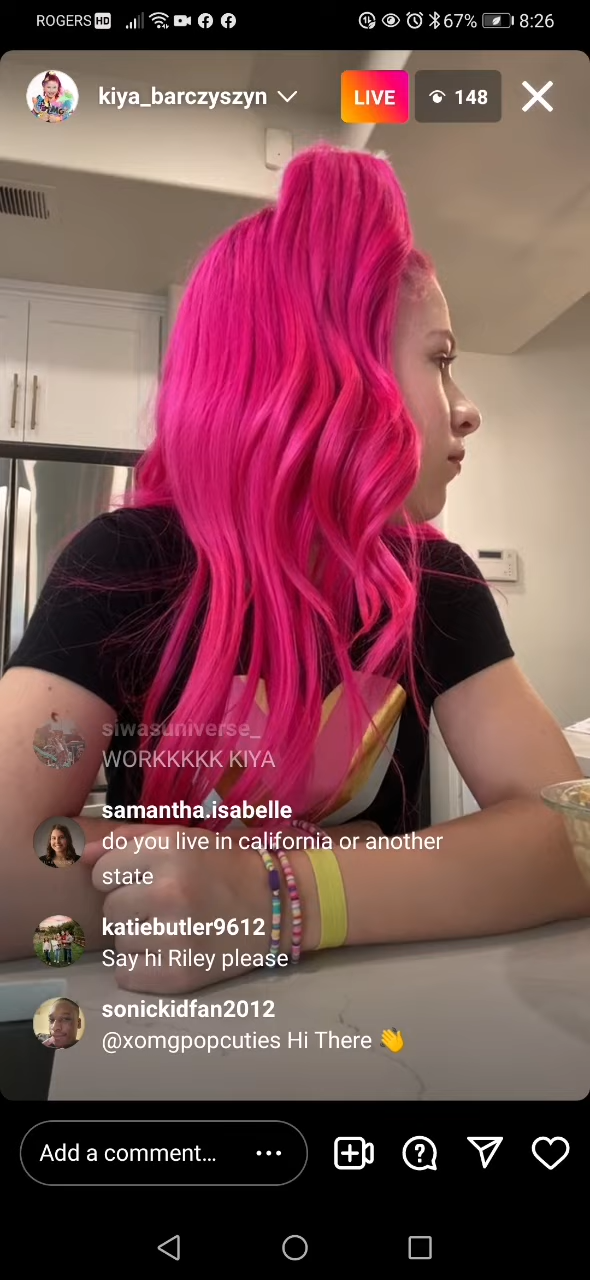 ROGERS HD 67% 8:26
kiya_barczyszyn LIVE 148
siwasuniverse_
WORKKKKK KIYA
samantha.isabelle
do you live in california or another
state
katiebutler9612
Say hi Riley please
sonickidfan2012
@xomgpopcuties Hi There 👋
Add a comment...